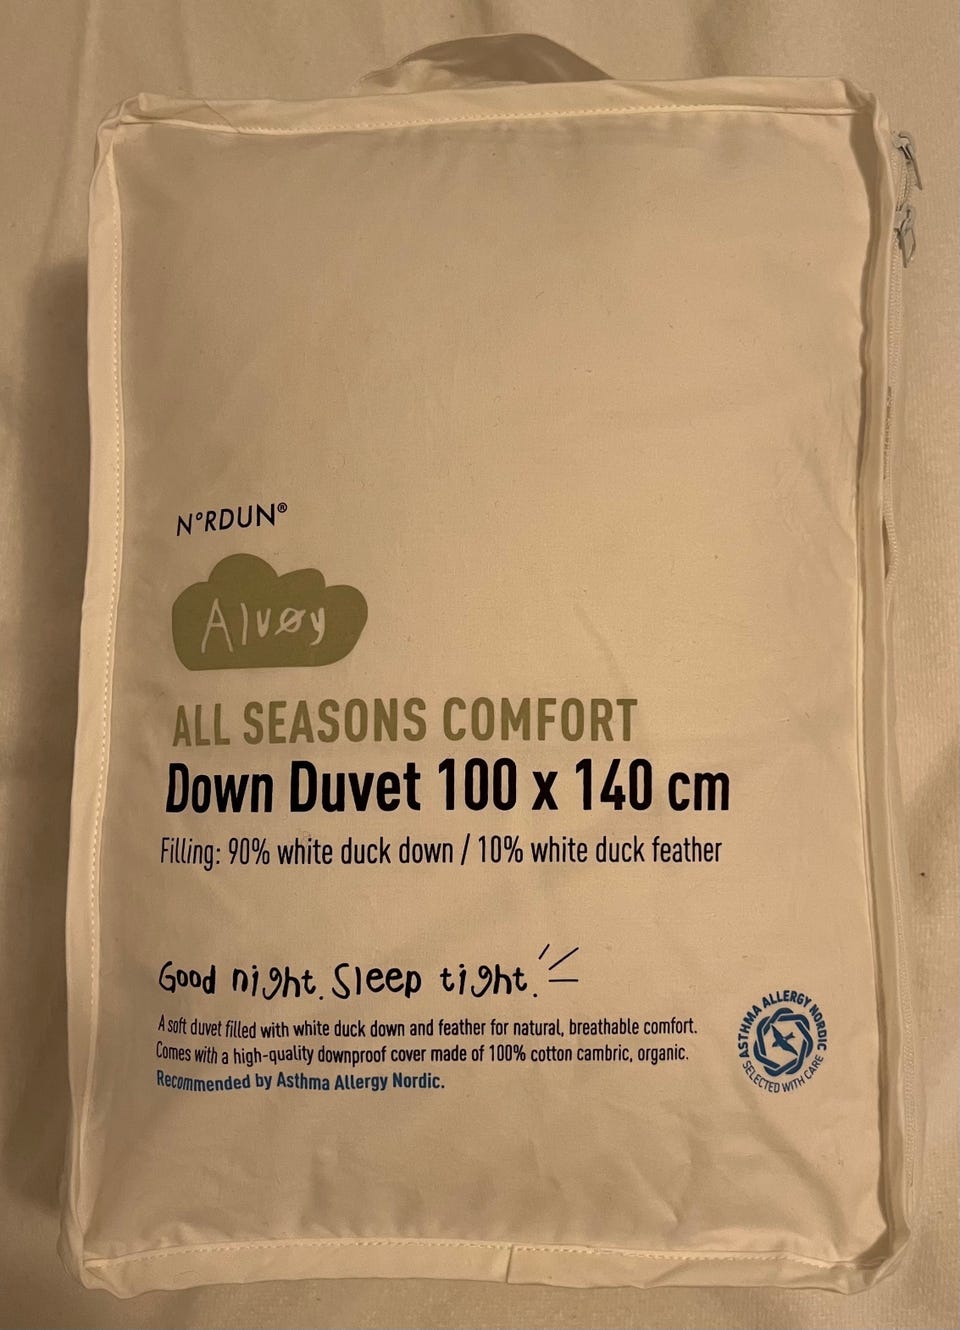 N°RDUN®
Alvøy
ALL SEASONS COMFORT
Down Duvet 100 x 140 cm
Filling: 90% white duck down / 10% white duck feather
Good night. Sleep tight.
A soft duvet filled with white duck down and feather for natural, breathable comfort.
Comes with a high-quality downproof cover made of 100% cotton cambric, organic.
Recommended by Asthma Allergy Nordic.
ASTHMA ALLERGY NORDIC
SELECTED WITH CARE